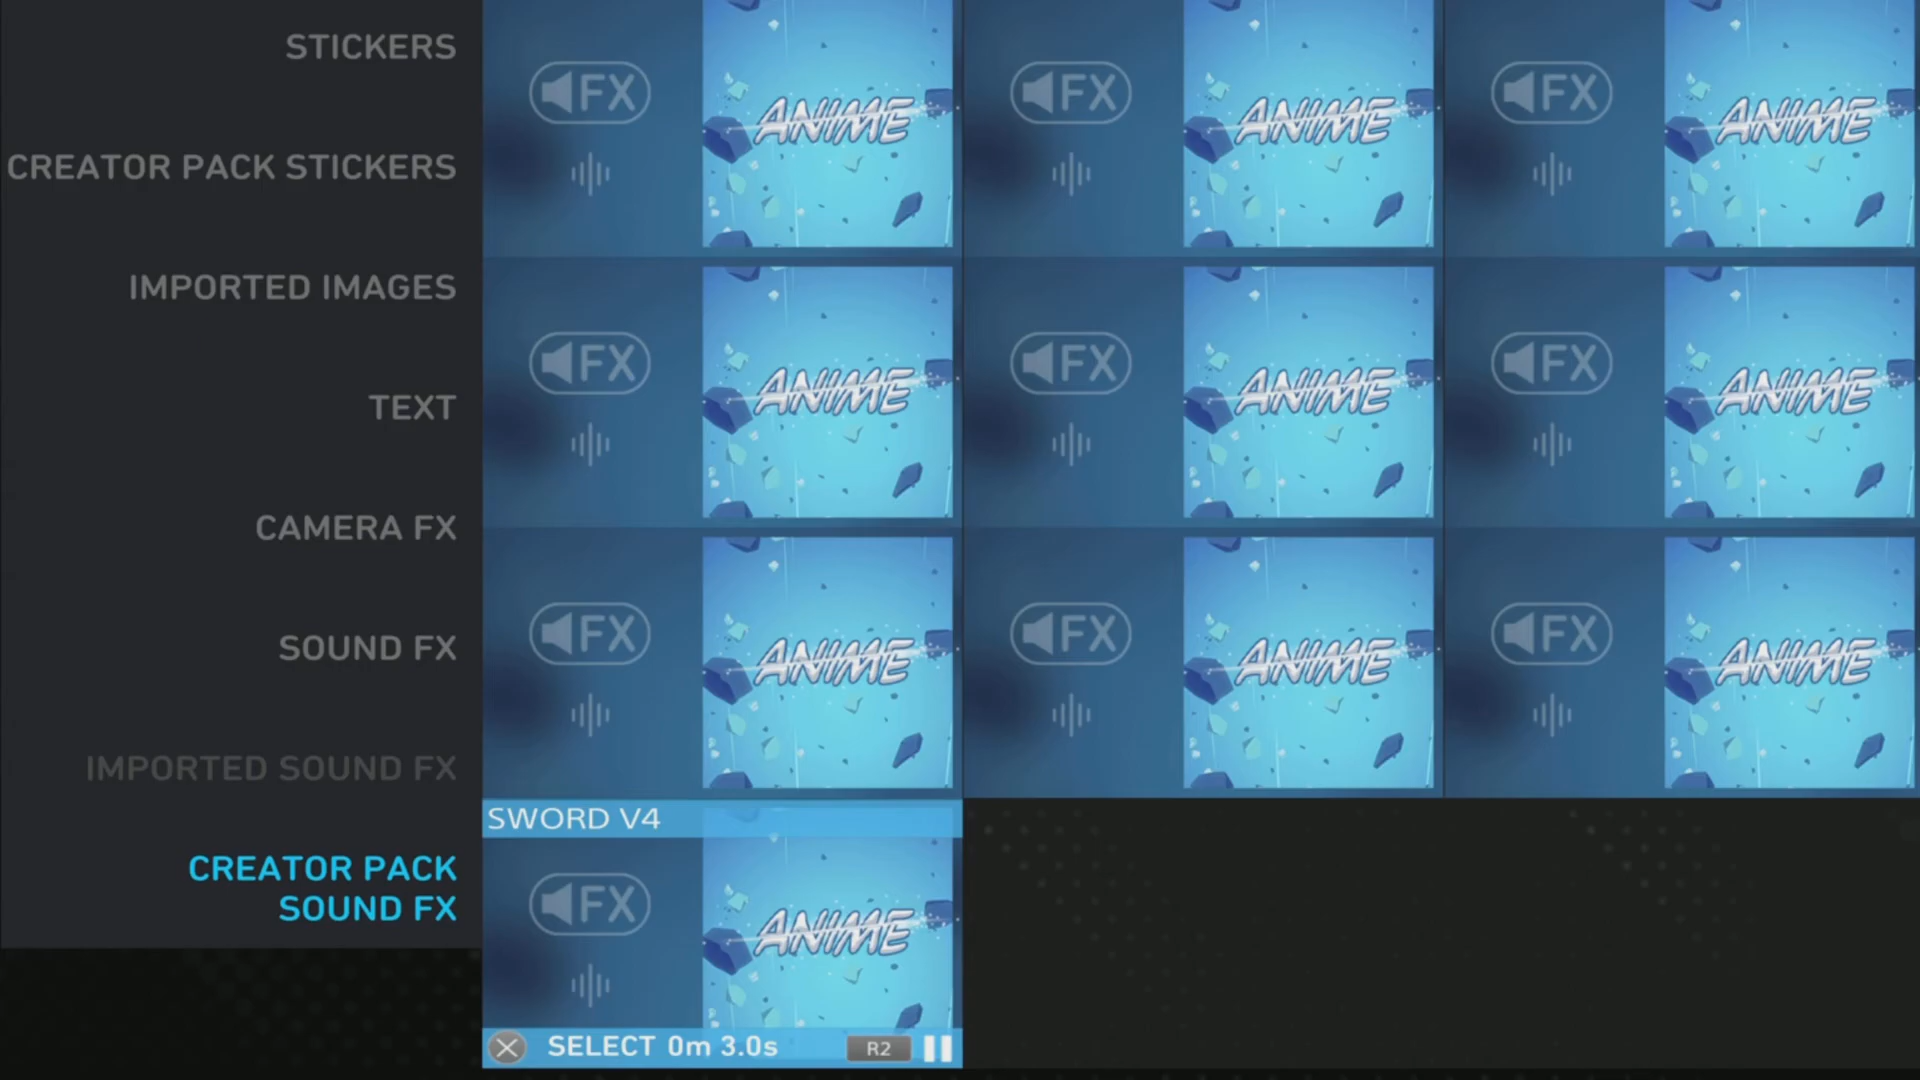 STICKERS
CREATOR PACK STICKERS
IMPORTED IMAGES
TEXT
CAMERA FX
SOUND FX
IMPORTED SOUND FX
CREATOR PACK
SOUND FX
FX ANIME FX ANIME FX ANIME
FX ANIME FX ANIME FX ANIME
FX ANIME FX ANIME FX ANIME
SWORD V4
FX ANIME
SELECT 0m 3.0s R2